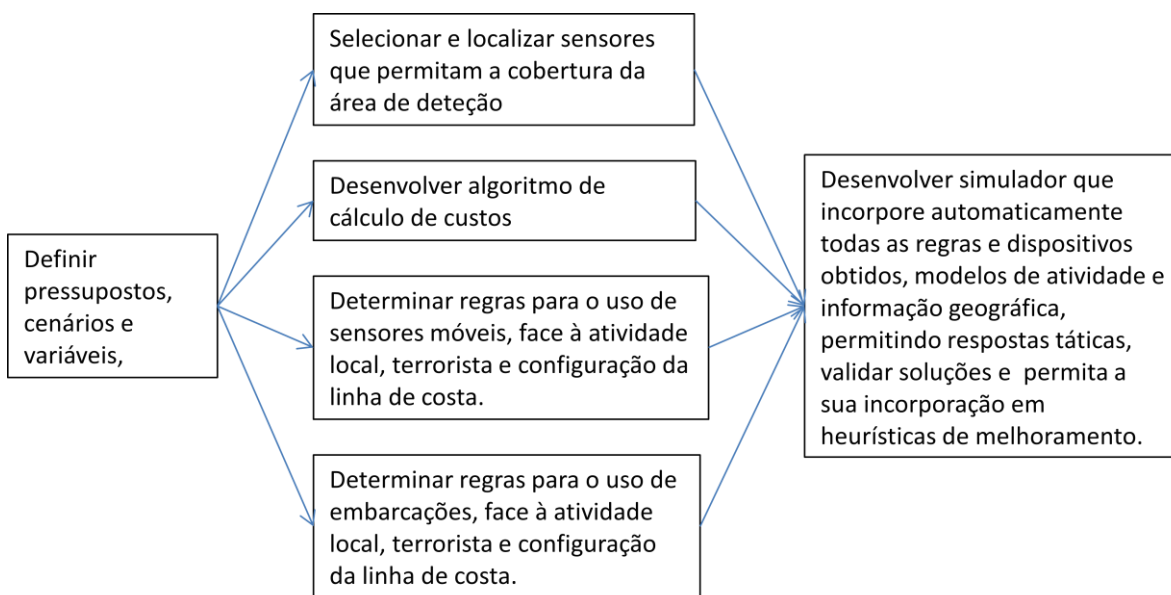 Definir
pressupostos,
cenários e
variáveis,
Selecionar e localizar sensores
que permitam a cobertura da
área de deteção
Desenvolver algoritmo de
cálculo de custos
Determinar regras para o uso de
sensores móveis, face à atividade
local, terrorista e configuração da
linha de costa.
Determinar regras para o uso de
embarcações, face à atividade
local, terrorista e configuração
da linha de costa.
Desenvolver simulador que
incorpore automaticamente
todas as regras e dispositivos
obtidos, modelos de atividade e
informação geográfica,
permitindo respostas táticas,
validar soluções e  permita a
sua incorporação em
heurísticas de melhoramento.